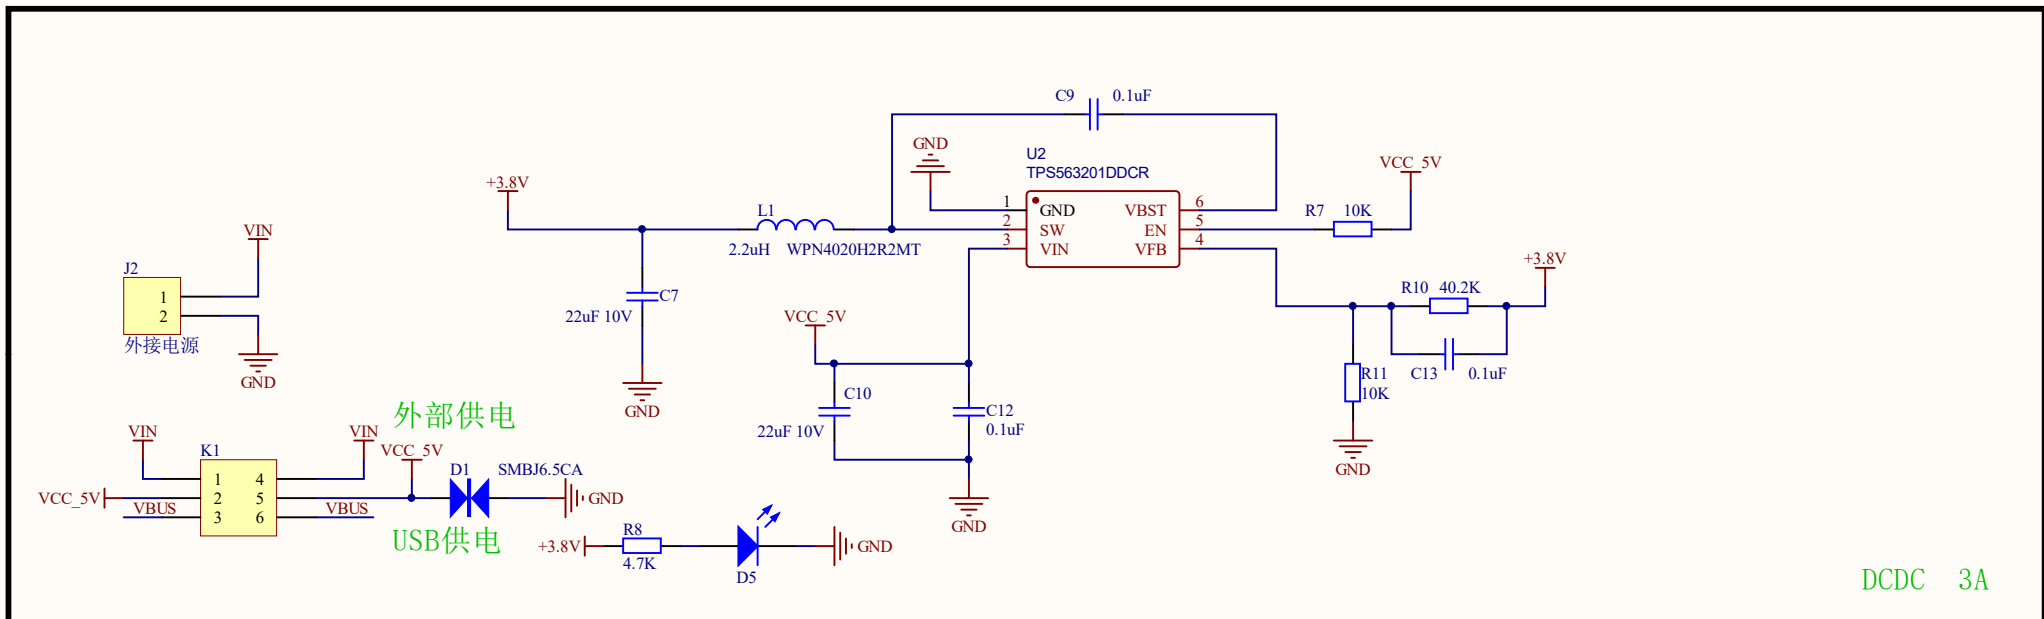 C9 0.1uF
GND
U2
TPS563201DDCR
VCC_5V
+3.8V
1 GND VBST 6
2 SW EN 5
3 VIN VFB 4
R7 10K
L1
2.2uH WPN4020H2R2MT
VIN
J2
1
2
外接电源
GND
C7
22uF 10V
GND
VCC_5V
+3.8V
R10 40.2K
C13 0.1uF
R11
10K
GND
C10
22uF 10V
C12
0.1uF
GND
外部供电
VIN
VIN
VCC_5V
K1
D1 SMBJ6.5CA
1 4
VCC_5V 2 5 GND
VBUS 3 6 VBUS
USB供电
R8
+3.8V GND
4.7K
D5
DCDC 3A